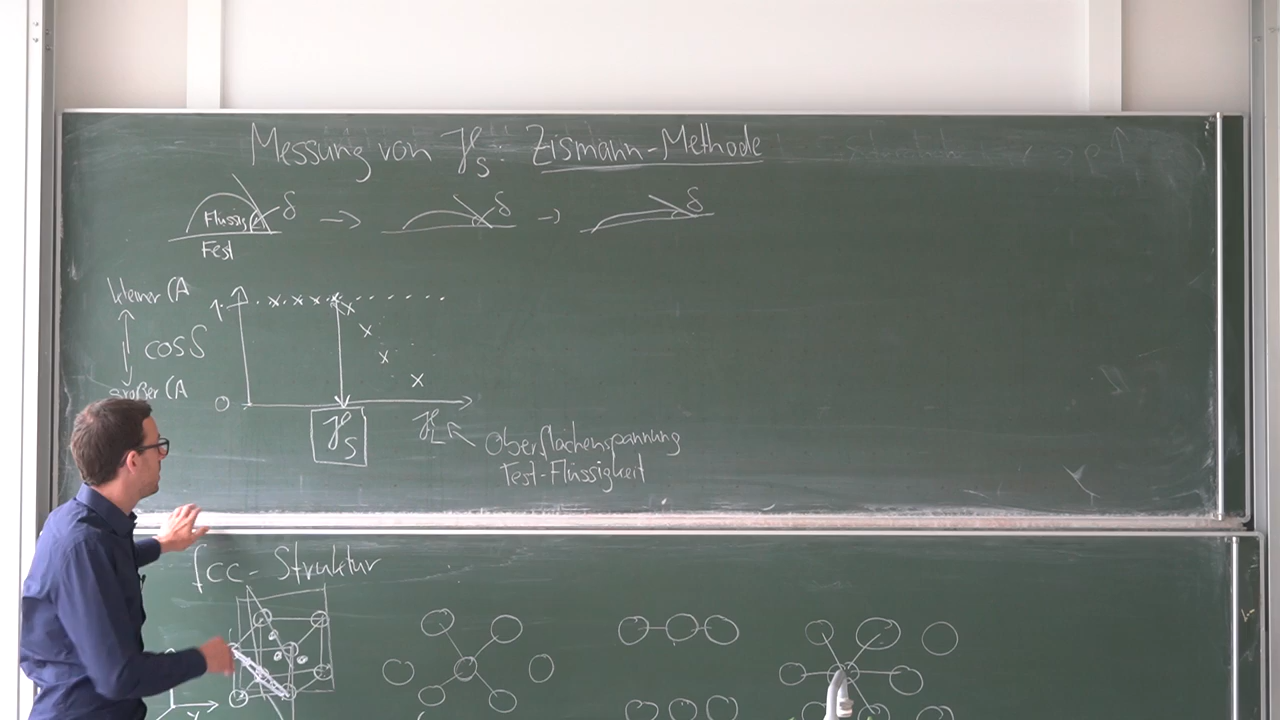 Messung von γS: Zismann-Methode
δ δ δ
Flüssig
Fest
kleiner CA
1
cos δ
großer CA
0
γS γL
Oberflächenspannung
Test-Flüssigkeit
fcc-Struktur
y